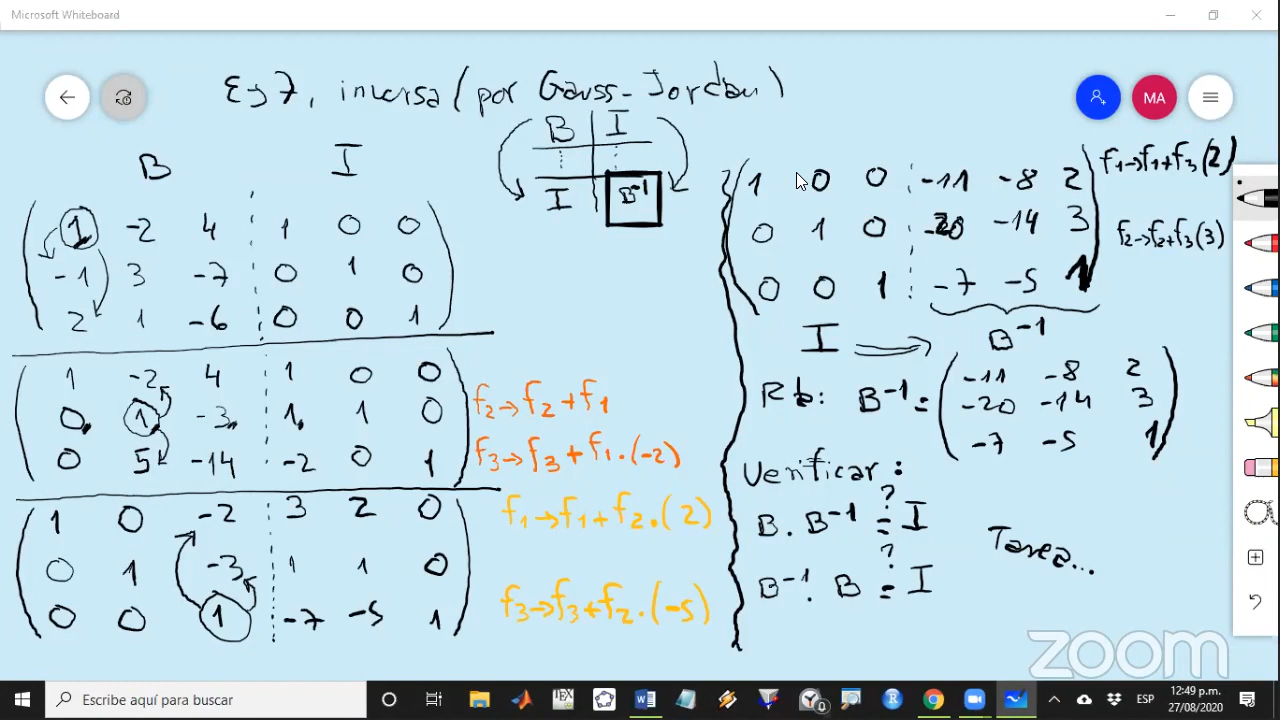 Microsoft Whiteboard
Ej 7, inversa (por Gauss-Jordan)
B I
I B⁻¹
MA
B I
1 -2 4 1 0 0
-1 3 -7 0 1 0
2 1 -6 0 0 1
1 -2 4 1 0 0
0 1 -3 1 1 0
0 5 -14 -2 0 1
f2→f2+f1
f3→f3+f1.(-2)
1 0 -2 3 2 0
0 1 -3 1 1 0
0 0 1 -7 -5 1
f1→f1+f2.(2)
f3→f3+f2.(-5)
1 0 0 -11 -8 2
0 1 0 -20 -14 3
0 0 1 -7 -5 1
f1→f1+f3(2)
f2→f2+f3(3)
I ⟹ B⁻¹
Rta: B⁻¹=
-11 -8 2
-20 -14 3
-7 -5 1
Verificar:
B . B⁻¹ ?= I
B⁻¹ . B ?= I
Tarea...
zoom
Escribe aquí para buscar
ESP
12:49 p.m.
27/08/2020